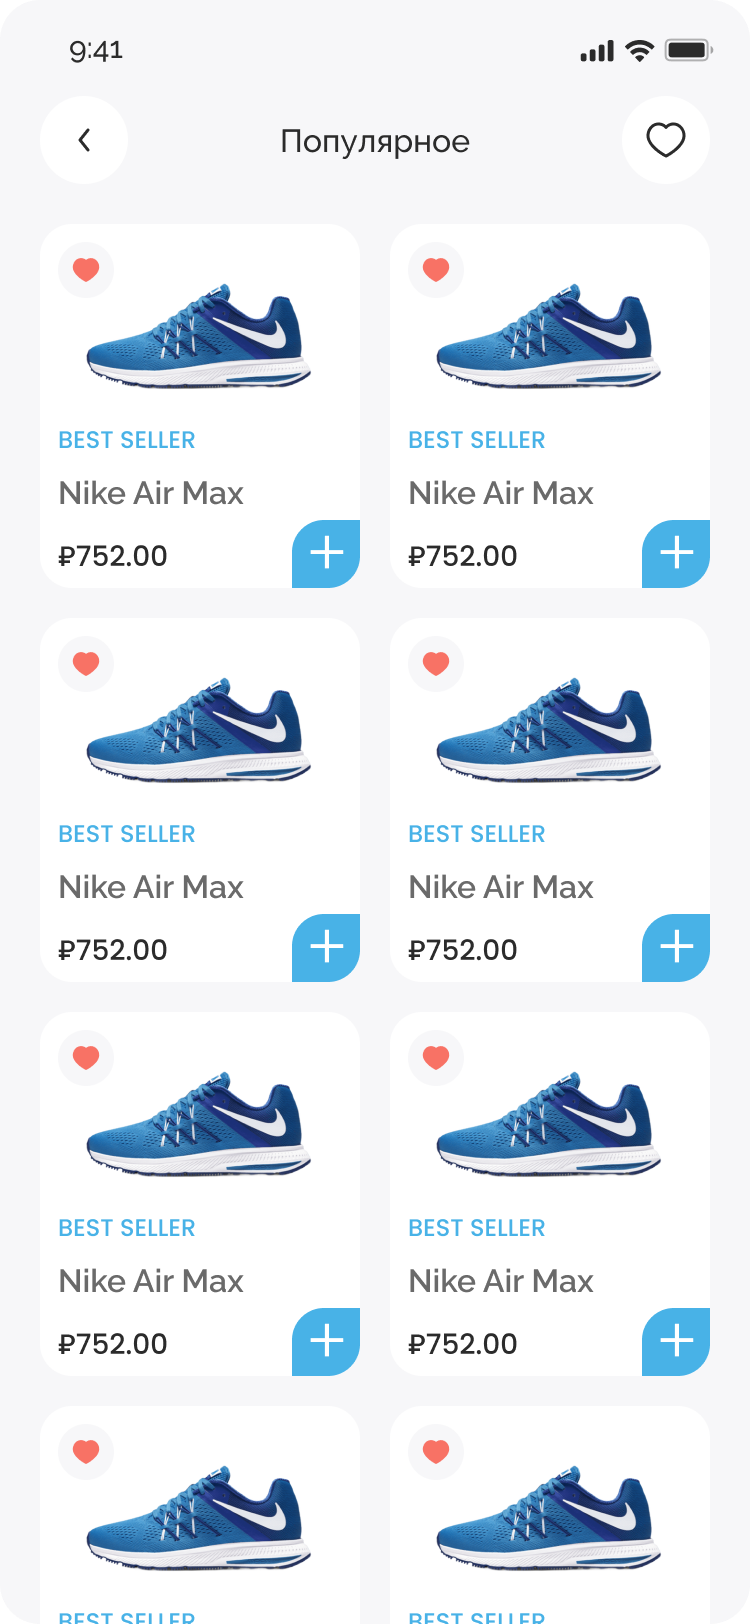 9:41
Популярное
BEST SELLER
Nike Air Max
₽752.00
BEST SELLER
Nike Air Max
₽752.00
BEST SELLER
Nike Air Max
₽752.00
BEST SELLER
Nike Air Max
₽752.00
BEST SELLER
Nike Air Max
₽752.00
BEST SELLER
Nike Air Max
₽752.00
BEST SELLER
BEST SELLER